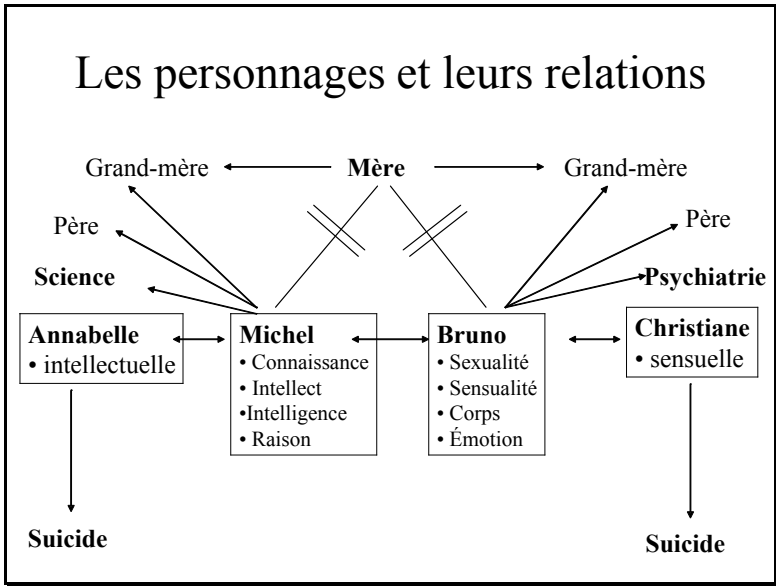 Les personnages et leurs relations
Grand-mère
Mère
Grand-mère
Père
Père
Science
Psychiatrie
Annabelle
• intellectuelle
Michel
• Connaissance
• Intellect
•Intelligence
• Raison
Bruno
• Sexualité
• Sensualité
• Corps
• Émotion
Christiane
• sensuelle
Suicide
Suicide